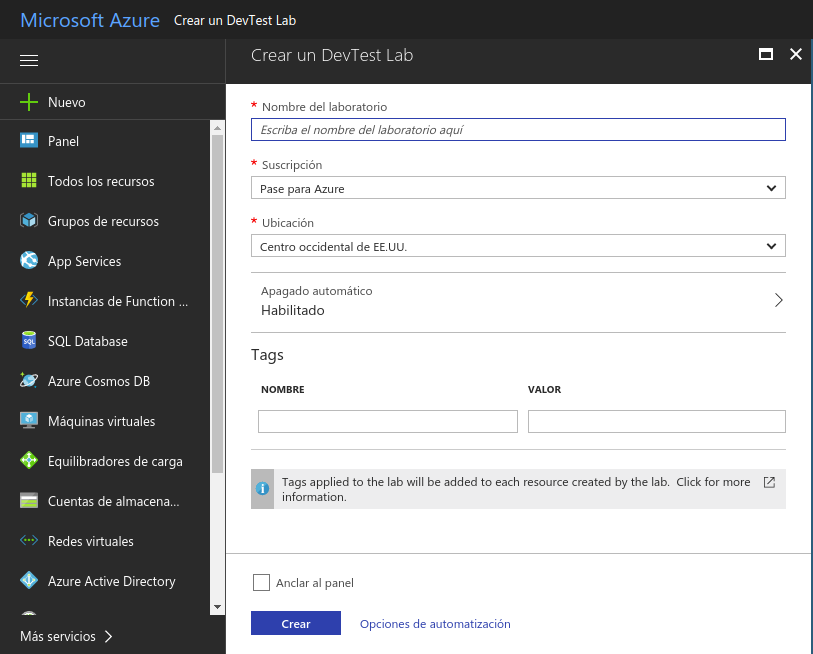 Microsoft Azure Crear un DevTest Lab
Nuevo
Panel
Todos los recursos
Grupos de recursos
App Services
Instancias de Function ...
SQL Database
Azure Cosmos DB
Máquinas virtuales
Equilibradores de carga
Cuentas de almacena...
Redes virtuales
Azure Active Directory
Más servicios
Crear un DevTest Lab
* Nombre del laboratorio
Escriba el nombre del laboratorio aquí
* Suscripción
Pase para Azure
* Ubicación
Centro occidental de EE.UU.
Apagado automático
Habilitado
Tags
NOMBRE VALOR
Tags applied to the lab will be added to each resource created by the lab. Click for more
information.
Anclar al panel
Crear Opciones de automatización